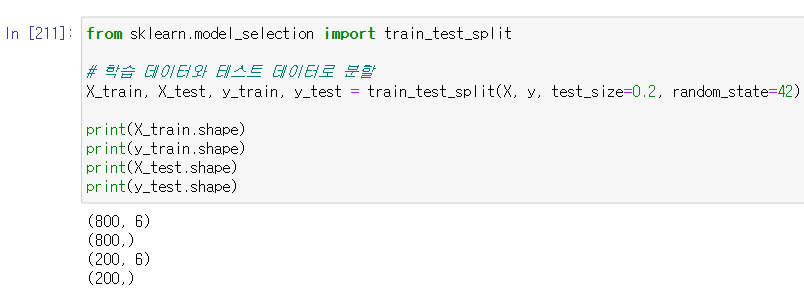 In [211]: from sklearn.model_selection import train_test_split
# 학습 데이터와 테스트 데이터로 분할
X_train, X_test, y_train, y_test = train_test_split(X, y, test_size=0.2, random_state=42)
print(X_train.shape)
print(y_train.shape)
print(X_test.shape)
print(y_test.shape)
(800, 6)
(800,)
(200, 6)
(200,)